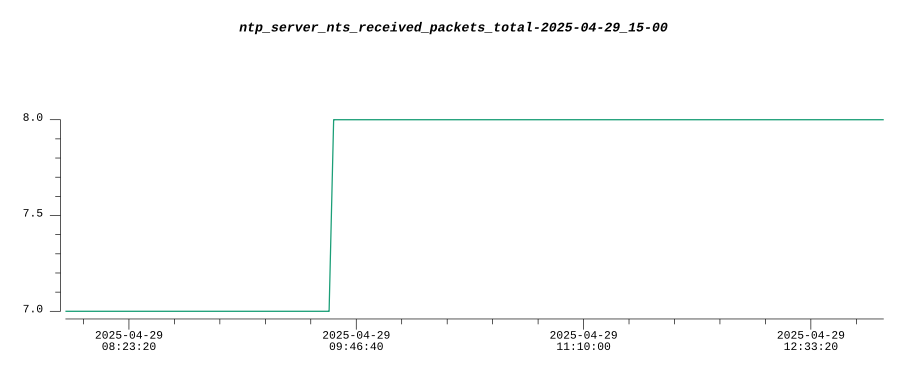 ntp_server_nts_received_packets_total-2025-04-29_15-00
8.0
7.5
7.0
2025-04-29 2025-04-29 2025-04-29 2025-04-29
08:23:20 09:46:40 11:10:00 12:33:20